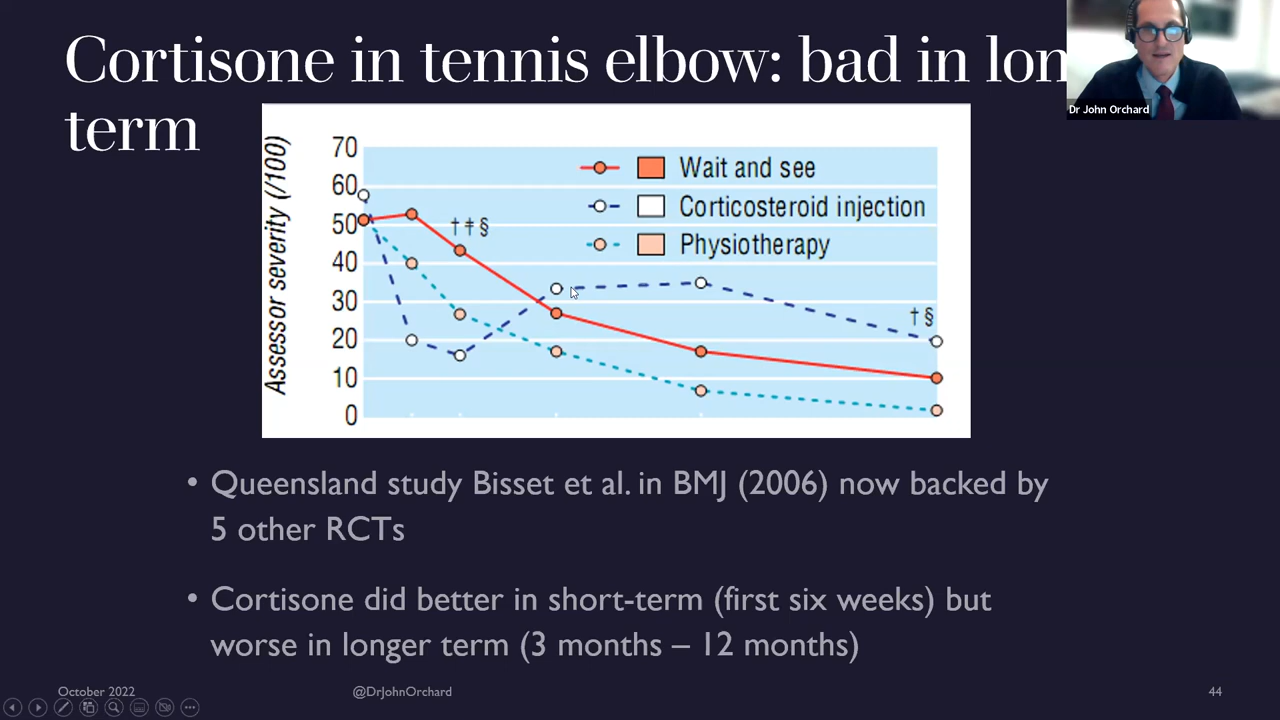 Cortisone in tennis elbow: bad in lon
term
Dr John Orchard
Assessor severity (/100)
70
60
50
40
30
20
10
0
Wait and see
Corticosteroid injection
Physiotherapy
†‡§
†§
• Queensland study Bisset et al. in BMJ (2006) now backed by
5 other RCTs
• Cortisone did better in short-term (first six weeks) but
worse in longer term (3 months – 12 months)
October 2022
@DrJohnOrchard
44